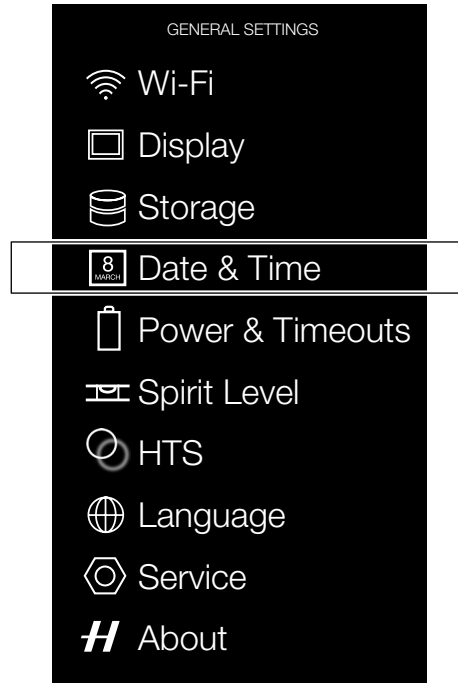 GENERAL SETTINGS
Wi-Fi
Display
Storage
8
MARCH
Date & Time
Power & Timeouts
Spirit Level
HTS
Language
Service
H About